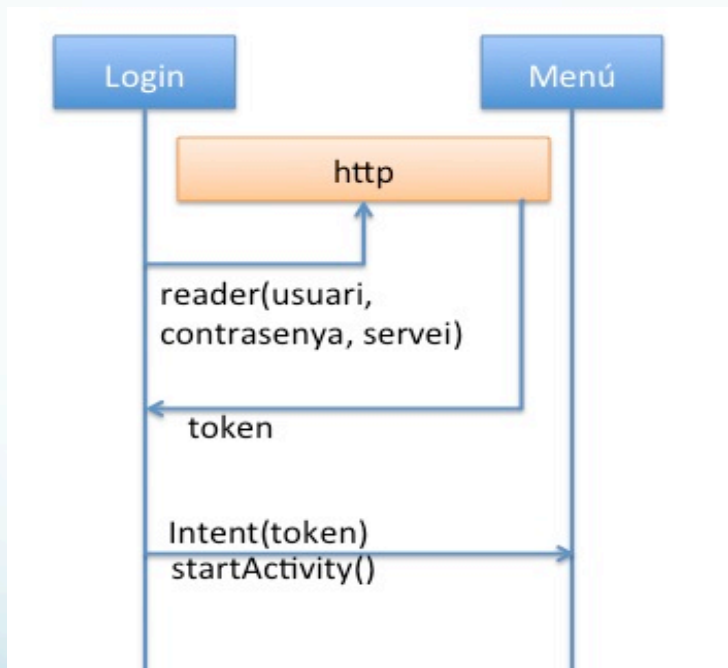 Login
Menú
http
reader(usuari,
contrasenya, servei)
token
Intent(token)
startActivity()